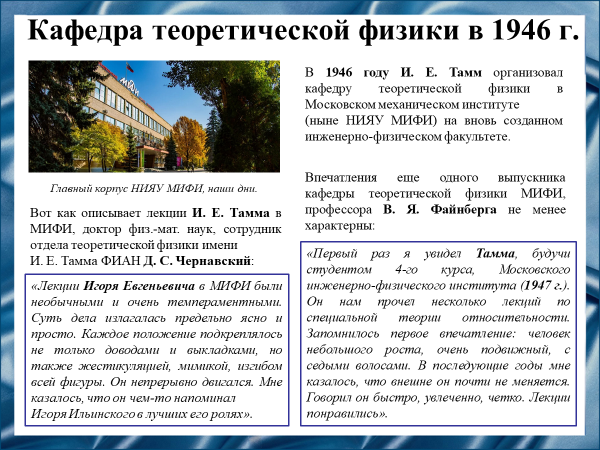 Кафедра теоретической физики в 1946 г.
МИФИ
Главный корпус НИЯУ МИФИ, наши дни.
Вот как описывает лекции И. Е. Тамма в
МИФИ, доктор физ.-мат. наук, сотрудник
отдела теоретической физики имени
И. Е. Тамма ФИАН Д. С. Чернавский:
«Лекции Игоря Евгеньевича в МИФИ были
необычными и очень темпераментными.
Суть дела излагалась предельно ясно и
просто. Каждое положение подкреплялось
не только доводами и выкладками, но
также жестикуляцией, мимикой, изгибом
всей фигуры. Он непрерывно двигался. Мне
казалось, что он чем-то напоминал
Игоря Ильинского в лучших его ролях».
В 1946 году И. Е. Тамм организовал
кафедру теоретической физики в
Московском механическом институте
(ныне НИЯУ МИФИ) на вновь созданном
инженерно-физическом факультете.
Впечатления еще одного выпускника
кафедры теоретической физики МИФИ,
профессора В. Я. Файнберга не менее
характерны:
«Первый раз я увидел Тамма, будучи
студентом 4-го курса, Московского
инженерно-физического института (1947 г.).
Он нам прочел несколько лекций по
специальной теории относительности.
Запомнилось первое впечатление: человек
небольшого роста, очень подвижный, с
седыми волосами. В последующие годы мне
казалось, что внешне он почти не меняется.
Говорил он быстро, увлеченно, четко. Лекции
понравились».